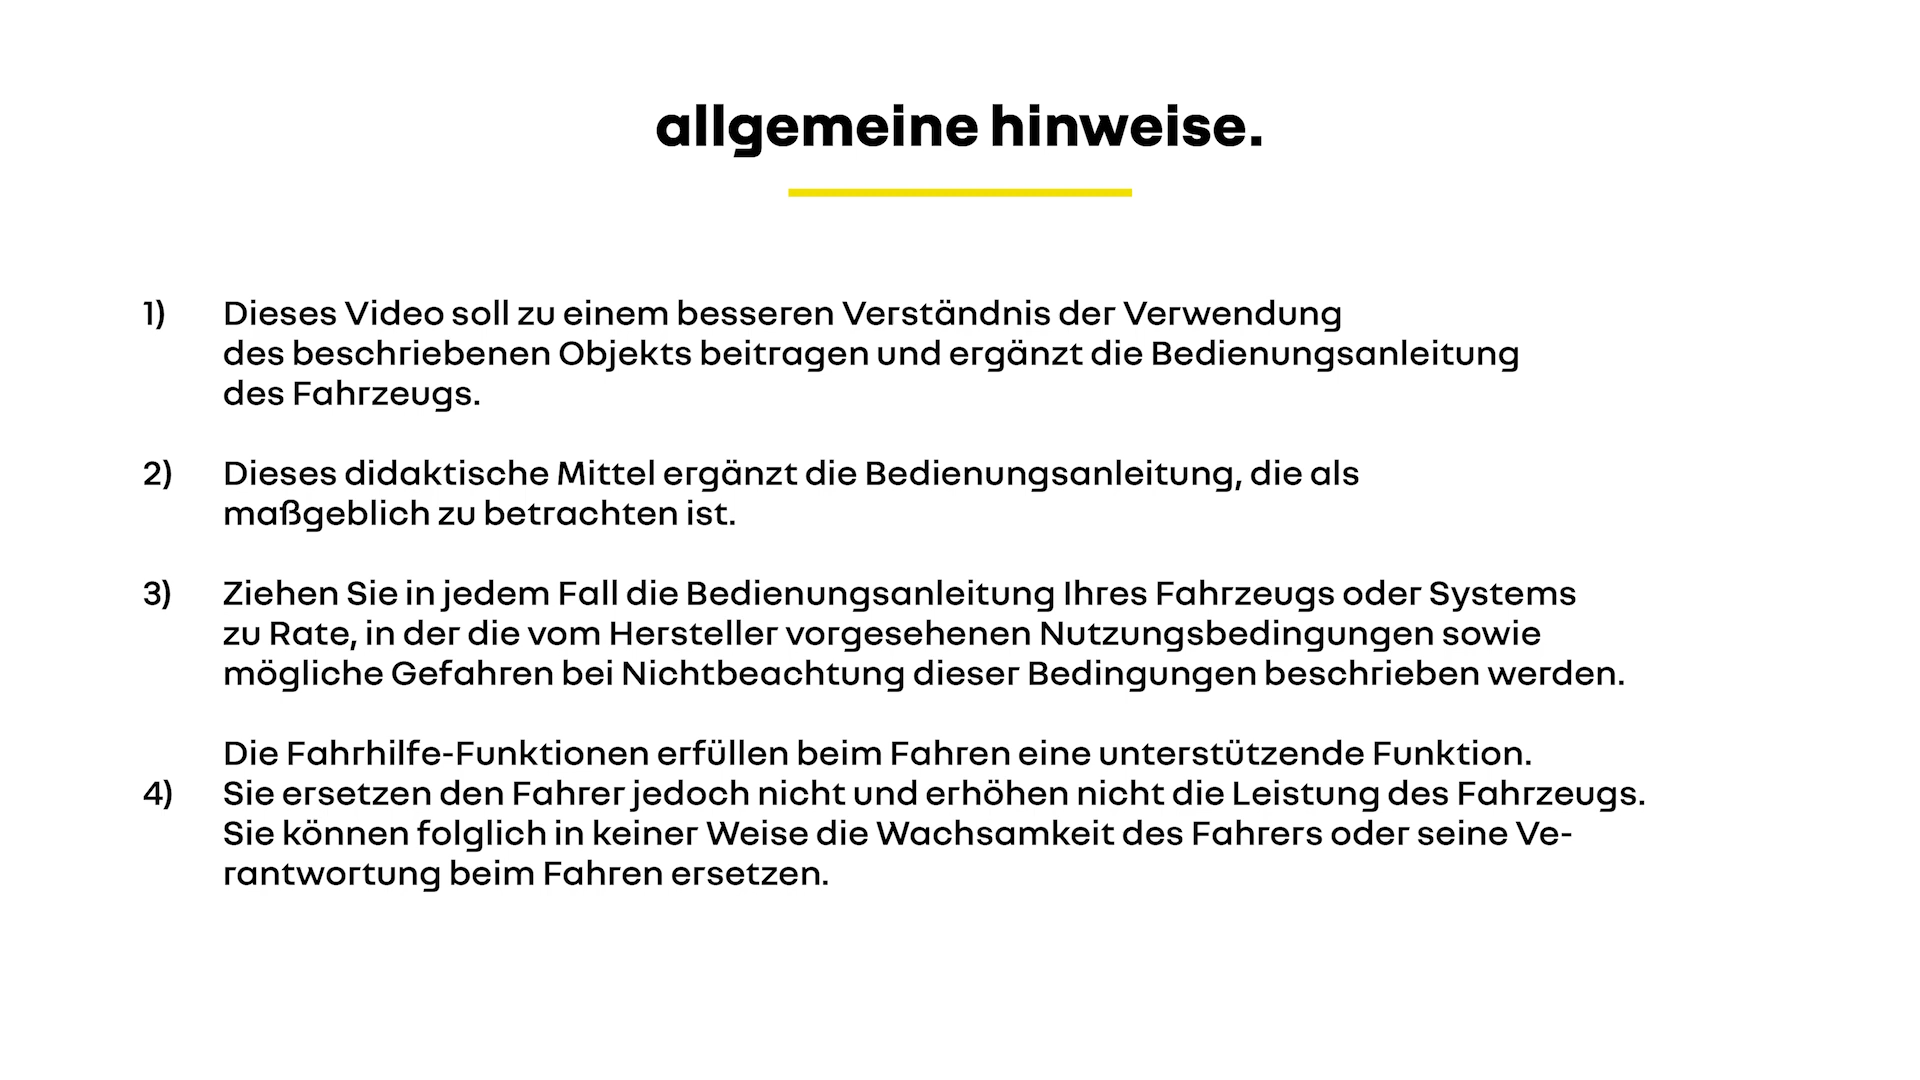 allgemeine hinweise.
1) Dieses Video soll zu einem besseren Verständnis der Verwendung
des beschriebenen Objekts beitragen und ergänzt die Bedienungsanleitung
des Fahrzeugs.
2) Dieses didaktische Mittel ergänzt die Bedienungsanleitung, die als
maßgeblich zu betrachten ist.
3) Ziehen Sie in jedem Fall die Bedienungsanleitung Ihres Fahrzeugs oder Systems
zu Rate, in der die vom Hersteller vorgesehenen Nutzungsbedingungen sowie
mögliche Gefahren bei Nichtbeachtung dieser Bedingungen beschrieben werden.
Die Fahrhilfe-Funktionen erfüllen beim Fahren eine unterstützende Funktion.
4) Sie ersetzen den Fahrer jedoch nicht und erhöhen nicht die Leistung des Fahrzeugs.
Sie können folglich in keiner Weise die Wachsamkeit des Fahrers oder seine Ve-
rantwortung beim Fahren ersetzen.